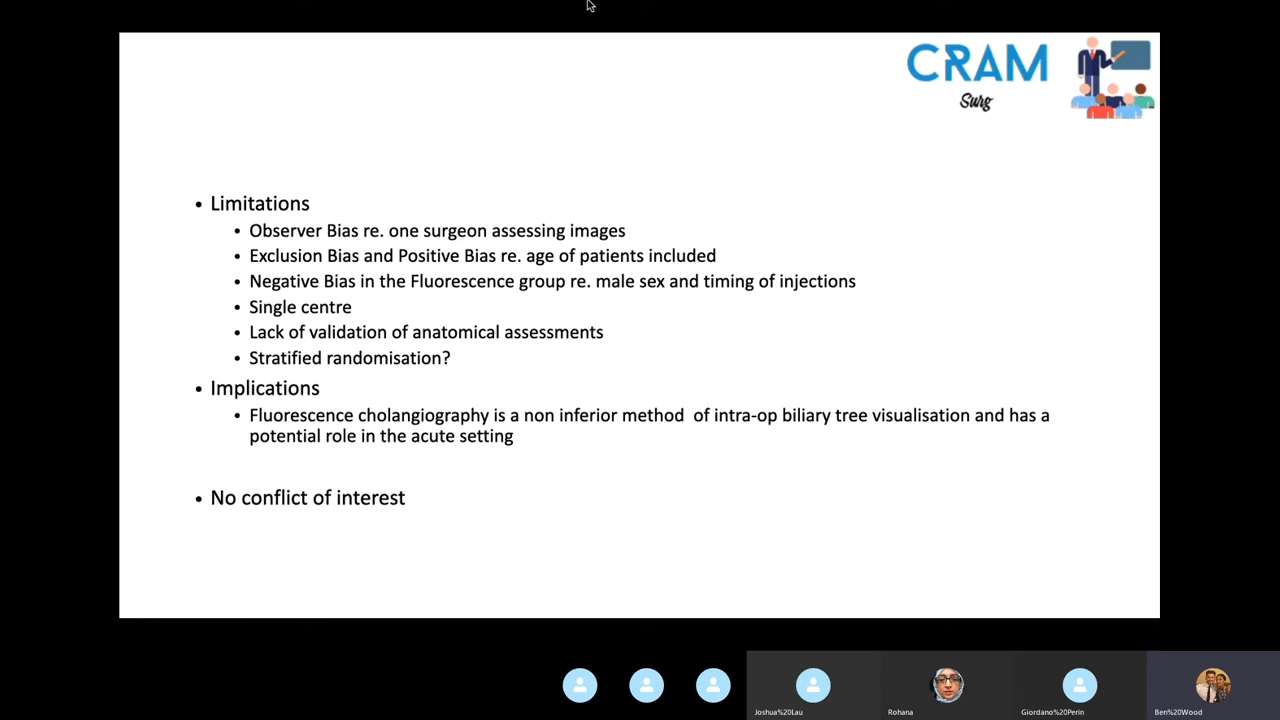 CRAM
Surg
• Limitations
• Observer Bias re. one surgeon assessing images
• Exclusion Bias and Positive Bias re. age of patients included
• Negative Bias in the Fluorescence group re. male sex and timing of injections
• Single centre
• Lack of validation of anatomical assessments
• Stratified randomisation?
• Implications
• Fluorescence cholangiography is a non inferior method of intra-op biliary tree visualisation and has a
potential role in the acute setting
• No conflict of interest
Joshua%20Lau
Rohana
Giordano%20Perin
Ben%20Wood